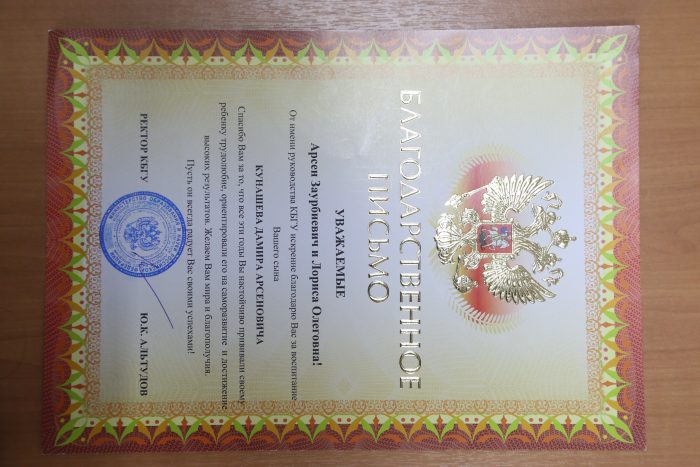 БЛАГОДАРСТВЕННОЕ
ПИСЬМО
УВАЖАЕМЫЕ
Арсен Заурбиевич и Лориса Олеговна!
От имени руководства КБГУ искренне благодарю Вас за воспитание
Вашего сына
КУНАШЕВА ДАМИРА АРСЕНОВИЧА
Спасибо Вам за то, что все эти годы Вы настойчиво прививали своему
ребенку трудолюбие, ориентировали его на саморазвитие и достижение
высоких результатов. Желаем Вам мира и благополучия.
Пусть он всегда радует Вас своими успехами!
РЕКТОР КБГУ Ю.К. АЛЬТУДОВ